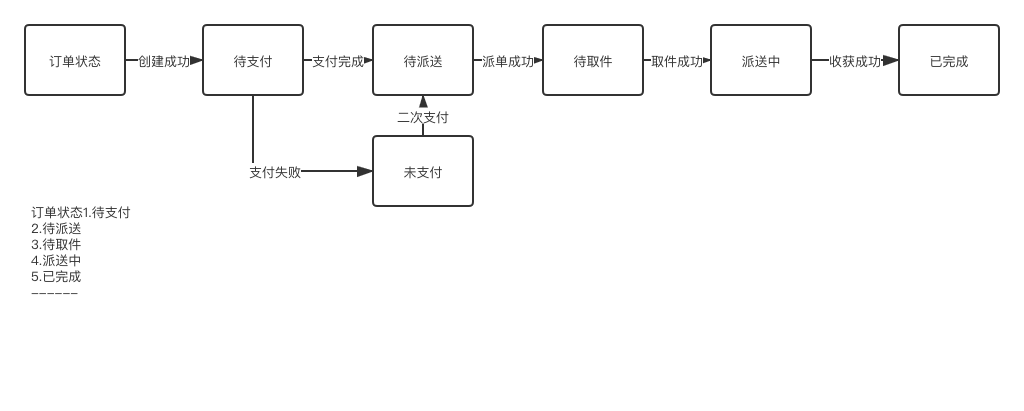 订单状态
创建成功
待支付
支付完成
待派送
派单成功
待取件
取件成功
派送中
收获成功
已完成
二次支付
支付失败
未支付
订单状态1.待支付
2.待派送
3.待取件
4.派送中
5.已完成
——————